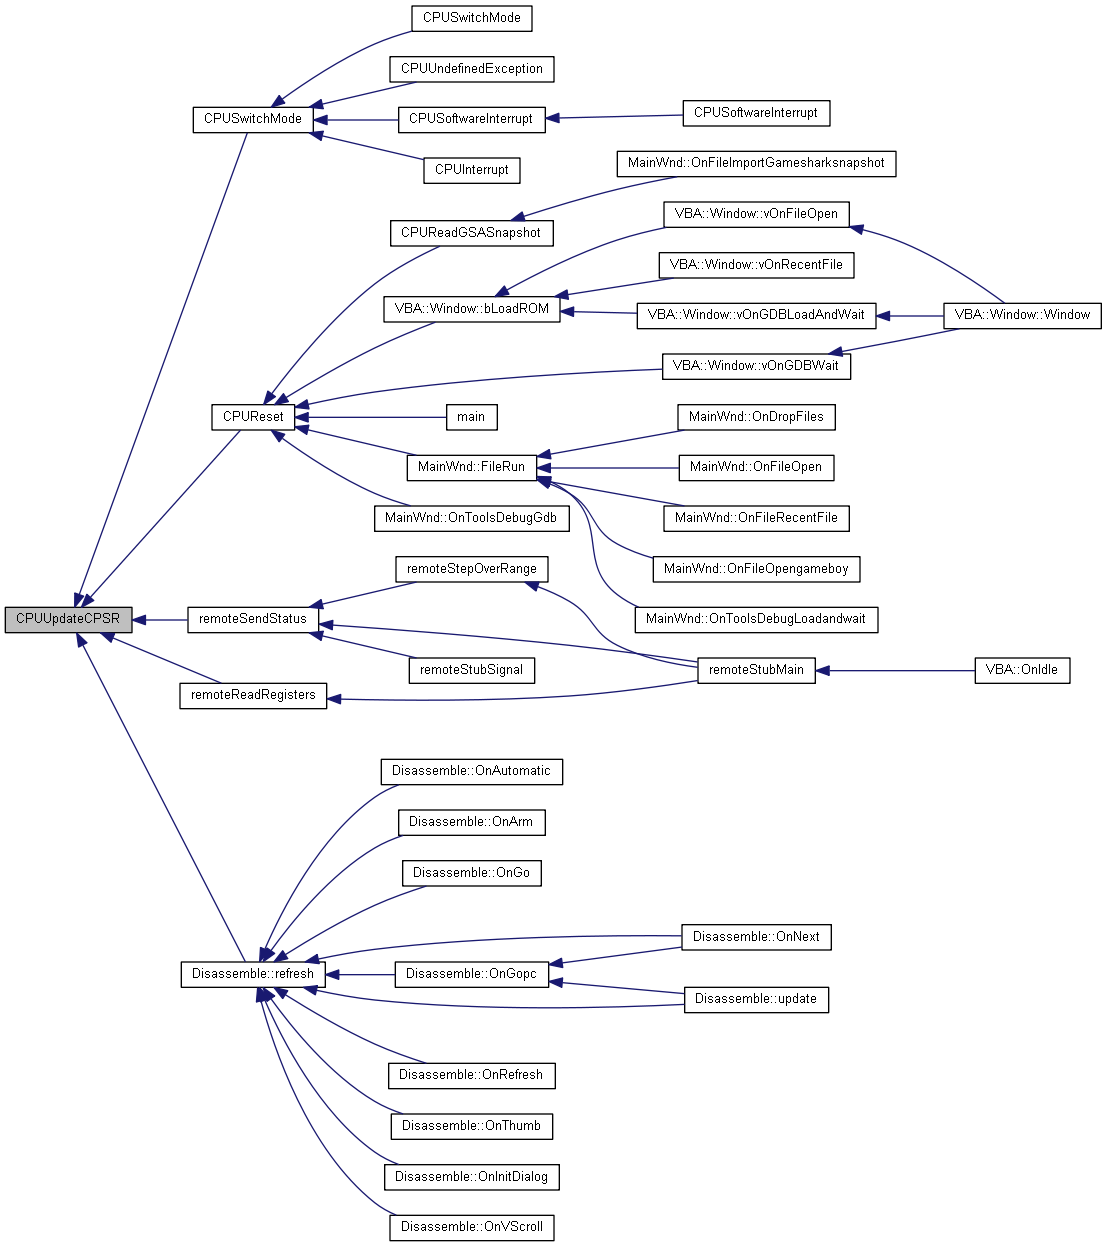 CPUSwitchMode
CPUUndefinedException
CPUSwitchMode
CPUSoftwareInterrupt
CPUSoftwareInterrupt
CPUInterrupt
MainWnd::OnFileImportGamesharksnapshot
CPUReadGSASnapshot
VBA::Window::vOnFileOpen
VBA::Window::vOnRecentFile
VBA::Window::bLoadROM
VBA::Window::vOnGDBLoadAndWait
VBA::Window::Window
VBA::Window::vOnGDBWait
CPUReset
main
MainWnd::OnDropFiles
MainWnd::FileRun
MainWnd::OnFileOpen
MainWnd::OnToolsDebugGdb
MainWnd::OnFileRecentFile
remoteStepOverRange
MainWnd::OnFileOpengameboy
CPUUpdateCPSR
remoteSendStatus
MainWnd::OnToolsDebugLoadandwait
remoteStubSignal
remoteStubMain
VBA::OnIdle
remoteReadRegisters
Disassemble::OnAutomatic
Disassemble::OnArm
Disassemble::OnGo
Disassemble::OnNext
Disassemble::refresh
Disassemble::OnGopc
Disassemble::update
Disassemble::OnRefresh
Disassemble::OnThumb
Disassemble::OnInitDialog
Disassemble::OnVScroll